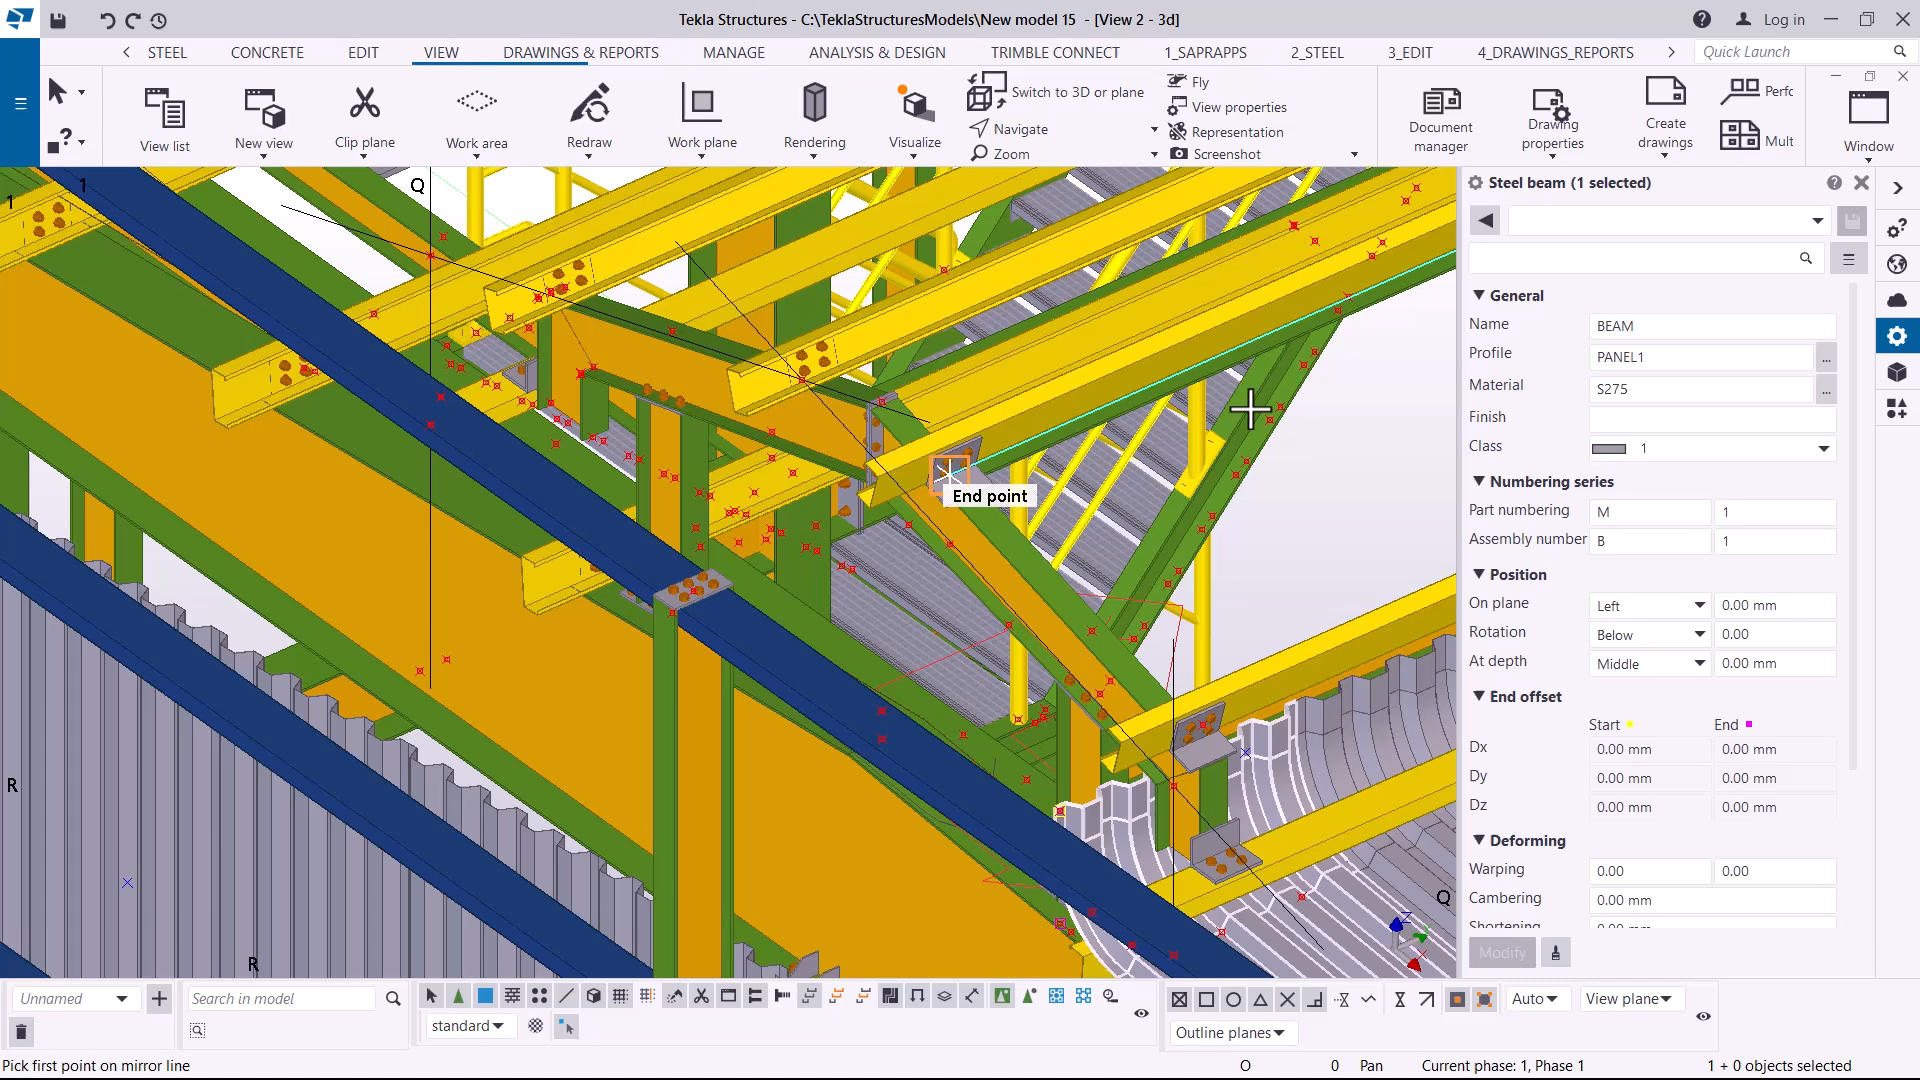 Tekla Structures - C:\TeklaStructuresModels\New model 15 - [View 2 - 3d]
Log in
STEEL CONCRETE EDIT VIEW DRAWINGS & REPORTS MANAGE ANALYSIS & DESIGN TRIMBLE CONNECT 1_SAPRAPPS 2_STEEL 3_EDIT 4_DRAWINGS_REPORTS Quick Launch
View list
New view
Clip plane
Work area
Redraw
Work plane
Rendering
Visualize
Switch to 3D or plane
Navigate
Zoom
Fly
View properties
Representation
Screenshot
Document
manager
Drawing
properties
Create
drawings
Perfc
Mult
Window
1
1
Q
End point
R
R
Q
Z
Steel beam (1 selected)
General
Name BEAM
Profile PANEL1 ...
Material S275 ...
Finish
Class 1
Numbering series
Part numbering M 1
Assembly number B 1
Position
On plane Left 0.00 mm
Rotation Below 0.00
At depth Middle 0.00 mm
End offset
Start End
Dx 0.00 mm 0.00 mm
Dy 0.00 mm 0.00 mm
Dz 0.00 mm 0.00 mm
Deforming
Warping 0.00 0.00
Cambering 0.00 mm
Shortening 0.00 mm
Modify
Unnamed
Search in model
standard
Auto
View plane
Outline planes
Pick first point on mirror line
O 0 Pan Current phase: 1, Phase 1 1 + 0 objects selected